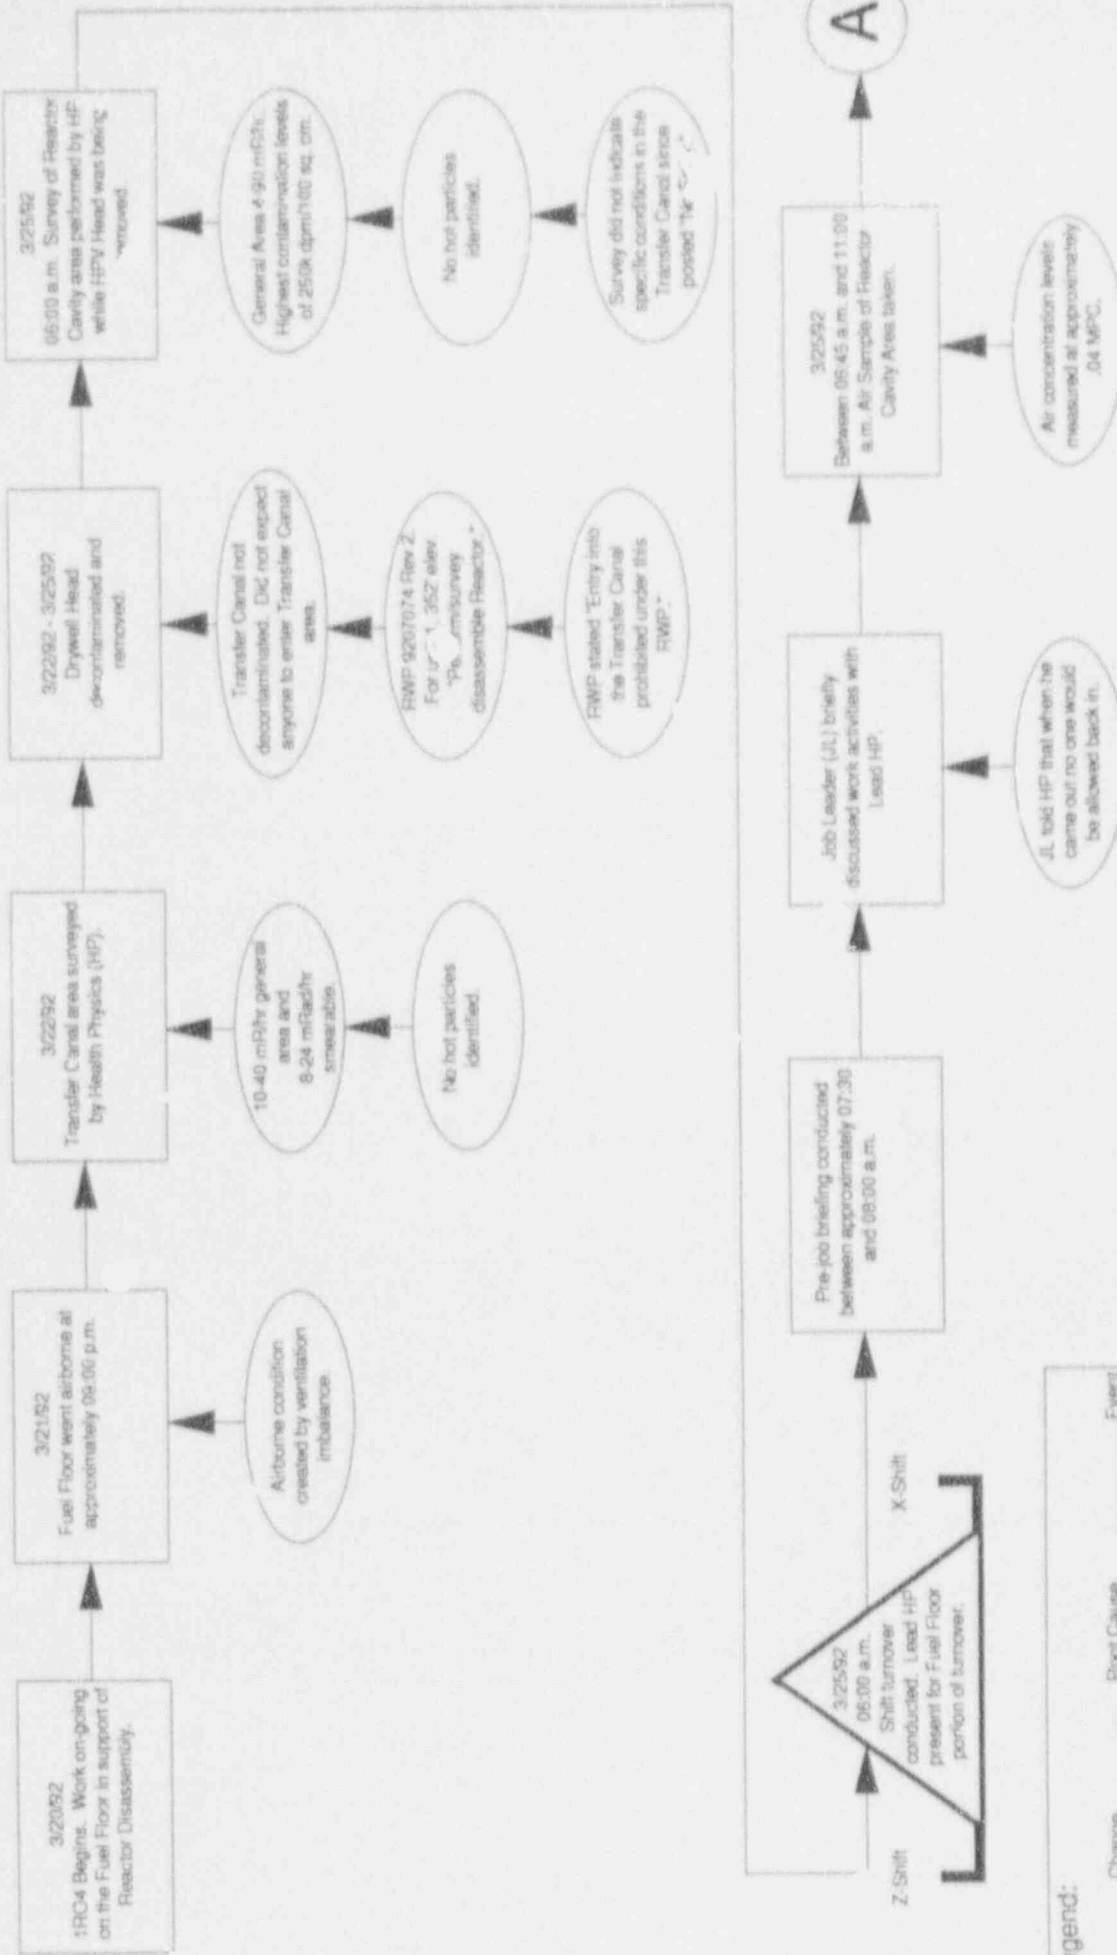 3/20/92
1RO4 Begins. Work on-going
on the Fuel Floor in support of
Reactor Disassembly.
3/21/92
Fuel Floor went airborne at
approximately 09:00 p.m.
Airborne condition
created by ventilation
imbalance.
3/22/92
Transfer Canal area surveyed
by Health Physics (HP).
10-40 mR/hr general
area and
8-24 mRad/hr
smearable.
No hot particles
identified.
3/22/92 - 3/25/92
Drywell Head
decontaminated and
removed.
Transfer Canal not
decontaminated. Did not expect
anyone to enter Transfer Canal
area.
RWP 9207074 Rev 2.
For 352' elev.
disassemble Reactor."
RWP stated "Entry into
the Transfer Canal
prohibited under this
RWP."
3/25/92
06:00 a.m. Survey of Reactor
Cavity area performed by HP
while RPV Head was being
removed.
General Area 4-90 mR/hr.
Highest contamination levels
of 250k dpm/100 sq. cm.
No hot particles
identified.
Survey did not indicate
specific conditions in the
Transfer Canal since
posted
Z-Shift
3/25/92
06:00 a.m.
Shift turnover
conducted. Lead HP
present for Fuel Floor
portion of turnover.
X-Shift
Pre-job briefing conducted
between approximately 07:30
and 08:00 a.m.
Job Leader (JL) briefly
discussed work activities with
Lead HP.
JL told HP that when he
came out no one would
be allowed back in.
3/25/92
Between 06:45 a.m. and 11:00
a.m. Air Sample of Reactor
Cavity Area taken.
Air concentration levels
measured at approximately
.04 MPC.
A
gend:
Change
Root Cause
Event